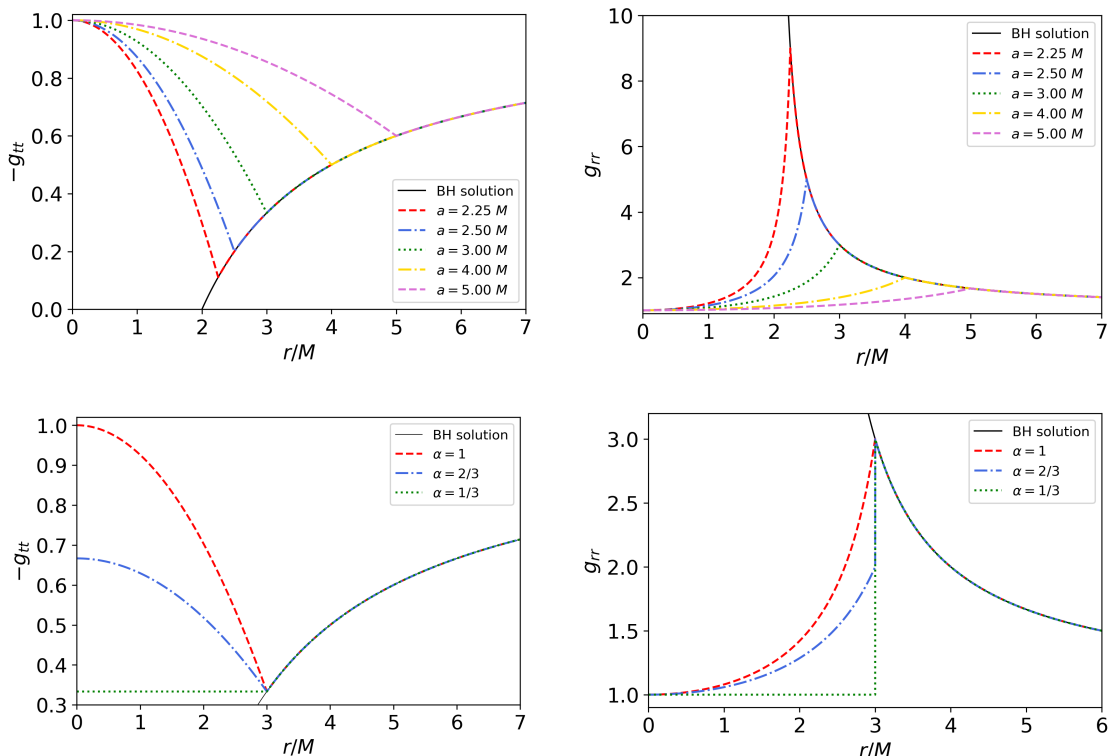 1.0
0.8
0.6
0.4
0.2
0.0
−g_tt
0 1 2 3 4 5 6 7
r/M
BH solution
a = 2.25 M
a = 2.50 M
a = 3.00 M
a = 4.00 M
a = 5.00 M
10
8
6
4
2
g_rr
0 1 2 3 4 5 6 7
r/M
BH solution
a = 2.25 M
a = 2.50 M
a = 3.00 M
a = 4.00 M
a = 5.00 M
1.0
0.9
0.8
0.7
0.6
0.5
0.4
0.3
−g_tt
0 1 2 3 4 5 6 7
r/M
BH solution
α = 1
α = 2/3
α = 1/3
3.0
2.5
2.0
1.5
1.0
g_rr
0 1 2 3 4 5 6
r/M
BH solution
α = 1
α = 2/3
α = 1/3